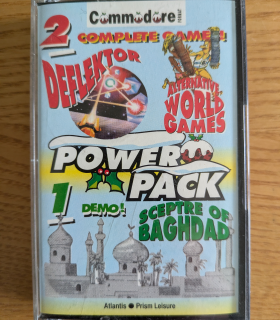 Commodore
2 COMPLETE GAMES!
DEFLEKTOR
ALTERNATIVE
WORLD
GAMES
POWER
PACK
1 DEMO!
SCEPTRE OF
BAGHDAD
Atlantis ● Prism Leisure